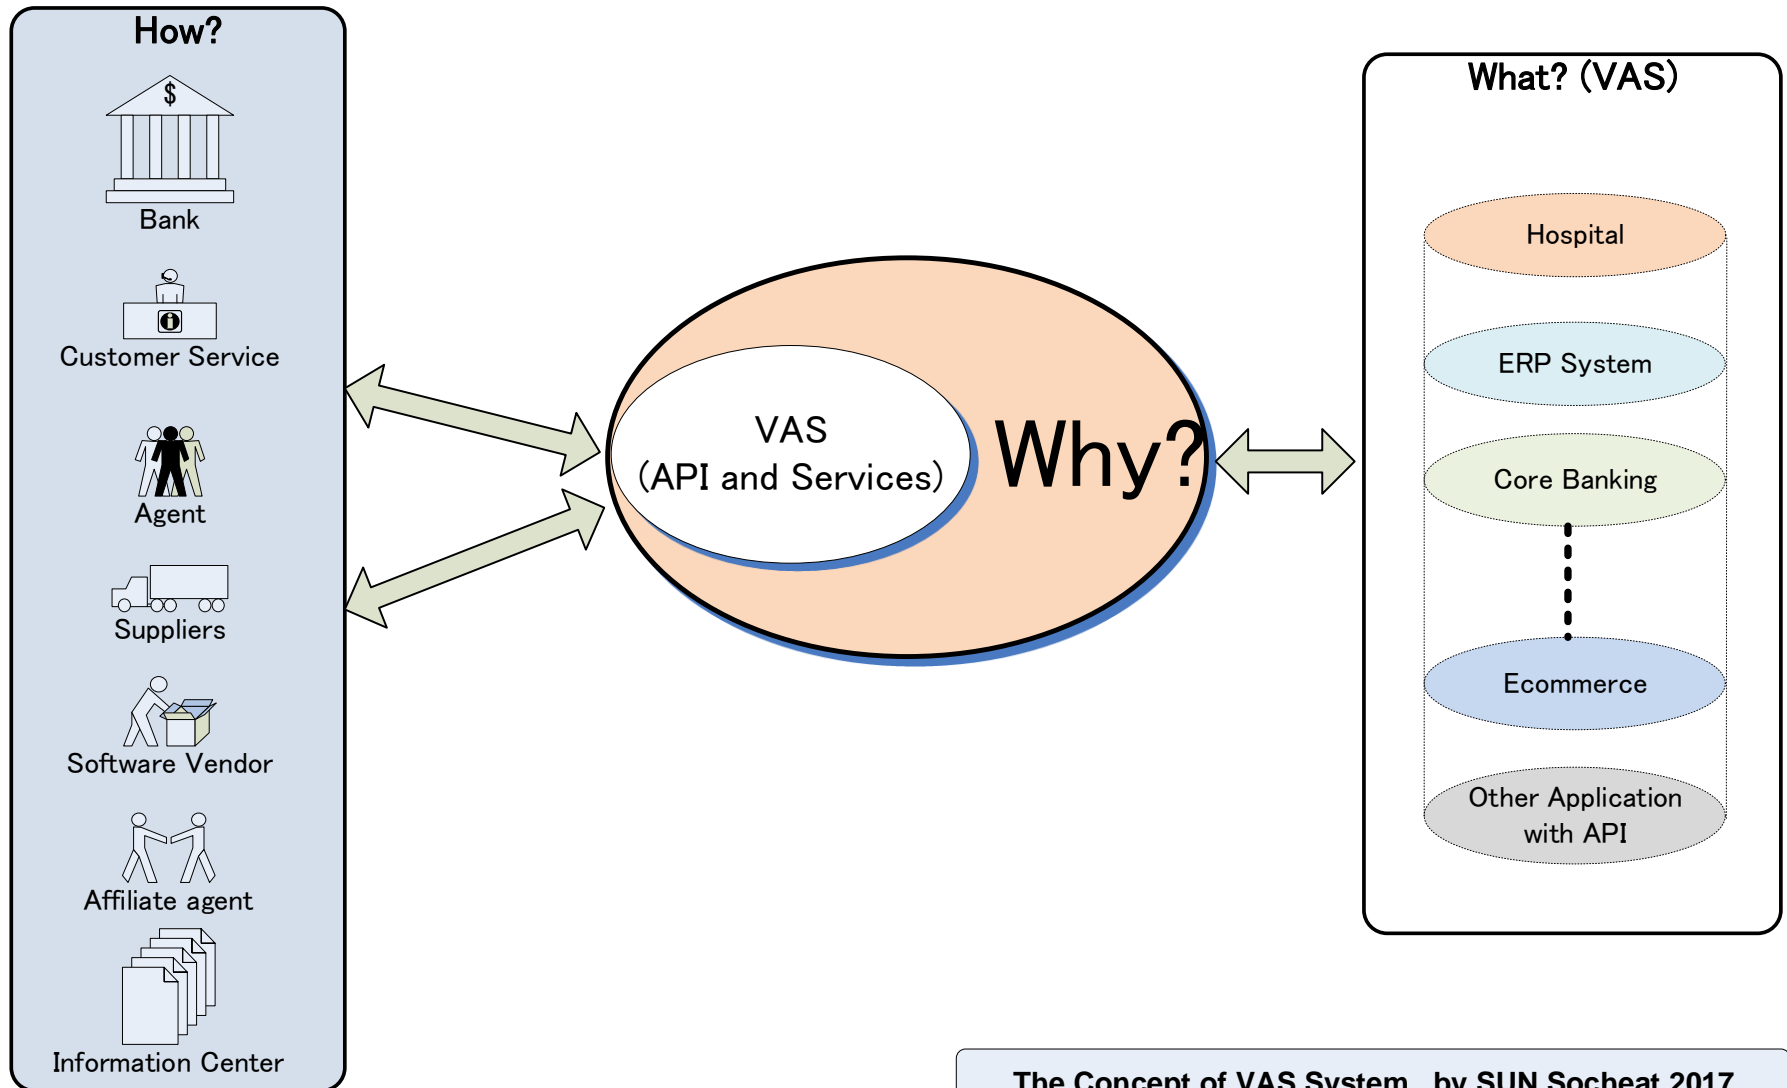 How?
$
Bank
i
Customer Service
Agent
Suppliers
Software Vendor
Affiliate agent
Information Center
VAS
(API and Services)
Why?
What? (VAS)
Hospital
ERP System
Core Banking
Ecommerce
Other Application
with API
The Concept of VAS System by SUN Socheat 2017